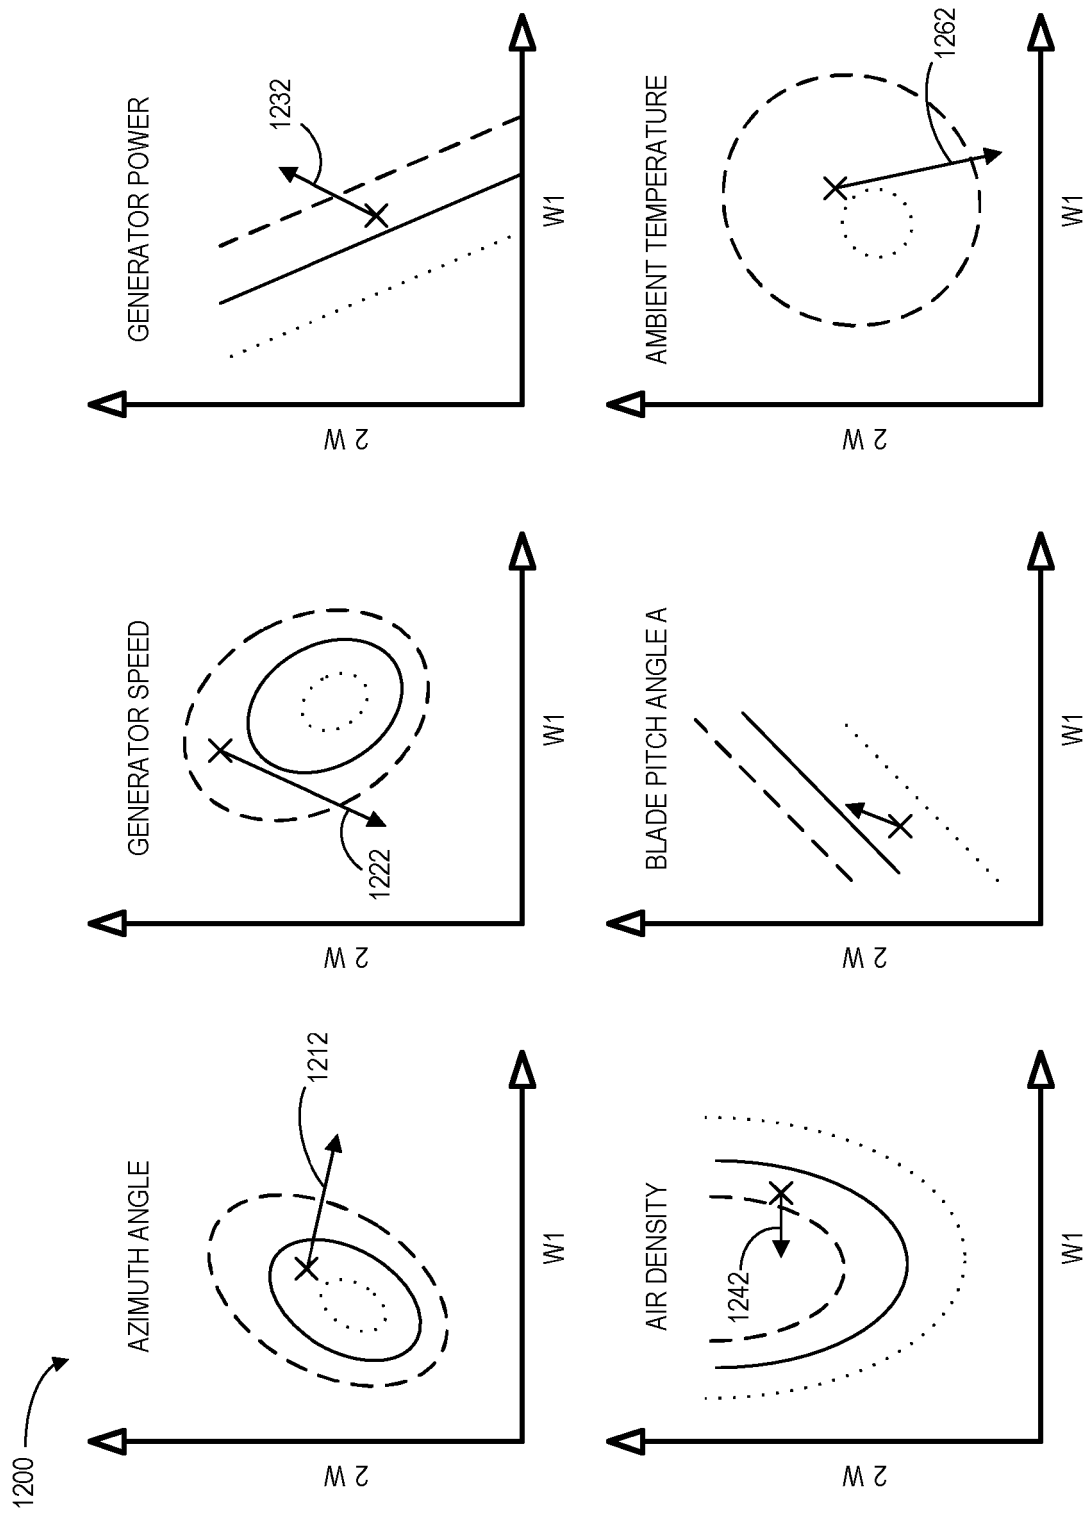 1200
AZIMUTH ANGLE
2 W
1212
W1
GENERATOR SPEED
2 W
1222
W1
GENERATOR POWER
2 W
1232
W1
AIR DENSITY
2 W
1242
W1
BLADE PITCH ANGLE A
2 W
W1
AMBIENT TEMPERATURE
2 W
1262
W1